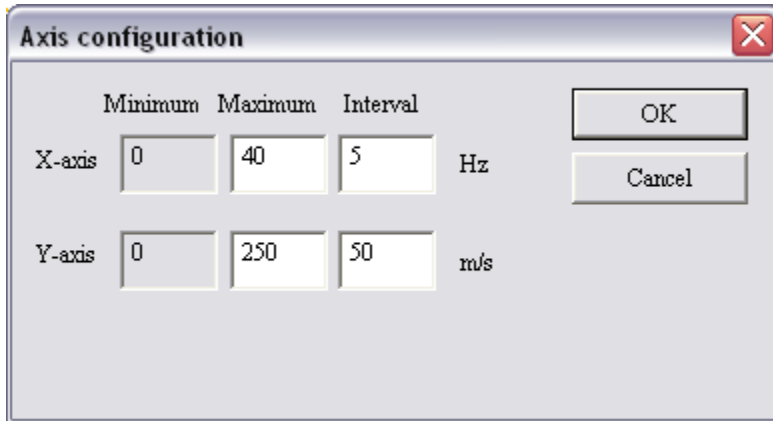 Axis configuration
Minimum Maximum Interval
OK
X-axis 0 40 5 Hz
Cancel
Y-axis 0 250 50 m/s